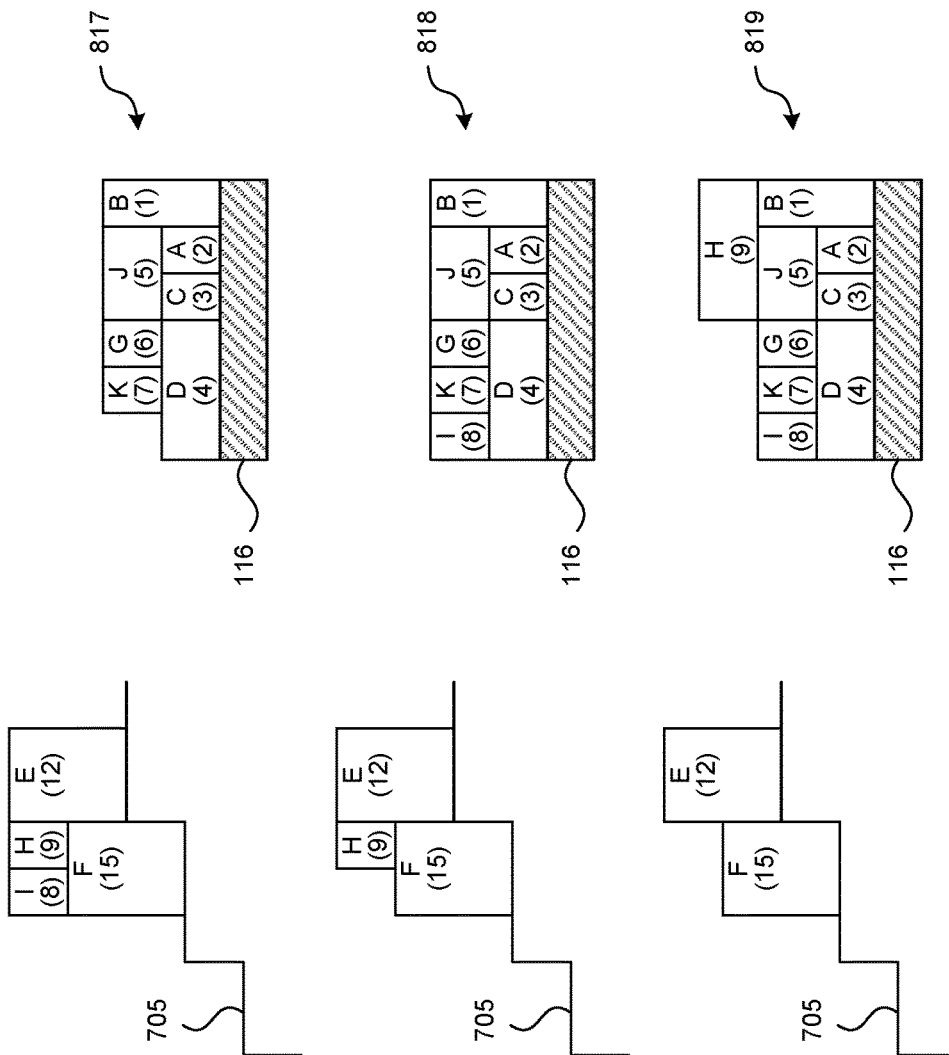 817
B
(1)
J
(5)
A
(2)
G
(6)
C
(3)
K
(7)
D
(4)
116
E
(12)
H
(9)
I
(8)
F
(15)
705
818
B
(1)
J
(5)
A
(2)
G
(6)
C
(3)
K
(7)
I
(8)
D
(4)
116
E
(12)
H
(9)
F
(15)
705
819
H
(9)
B
(1)
J
(5)
A
(2)
G
(6)
C
(3)
K
(7)
I
(8)
D
(4)
116
E
(12)
F
(15)
705